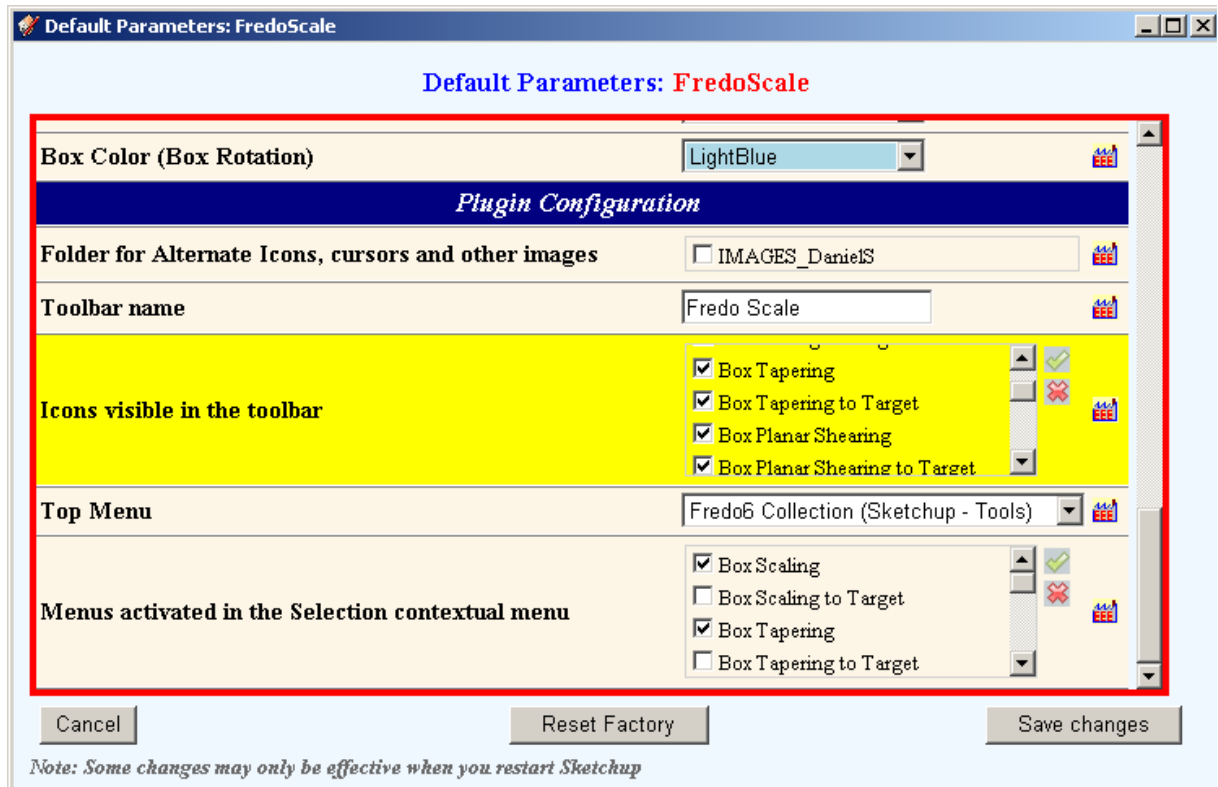 Default Parameters: FredoScale
Default Parameters: FredoScale
Box Color (Box Rotation)
LightBlue
Plugin Configuration
Folder for Alternate Icons, cursors and other images
IMAGES_DanielS
Toolbar name
Fredo Scale
Icons visible in the toolbar
Box Tapering
Box Tapering to Target
Box Planar Shearing
Box Planar Shearing to Target
Top Menu
Fredo6 Collection (Sketchup - Tools)
Menus activated in the Selection contextual menu
Box Scaling
Box Scaling to Target
Box Tapering
Box Tapering to Target
Cancel
Reset Factory
Save changes
Note: Some changes may only be effective when you restart Sketchup